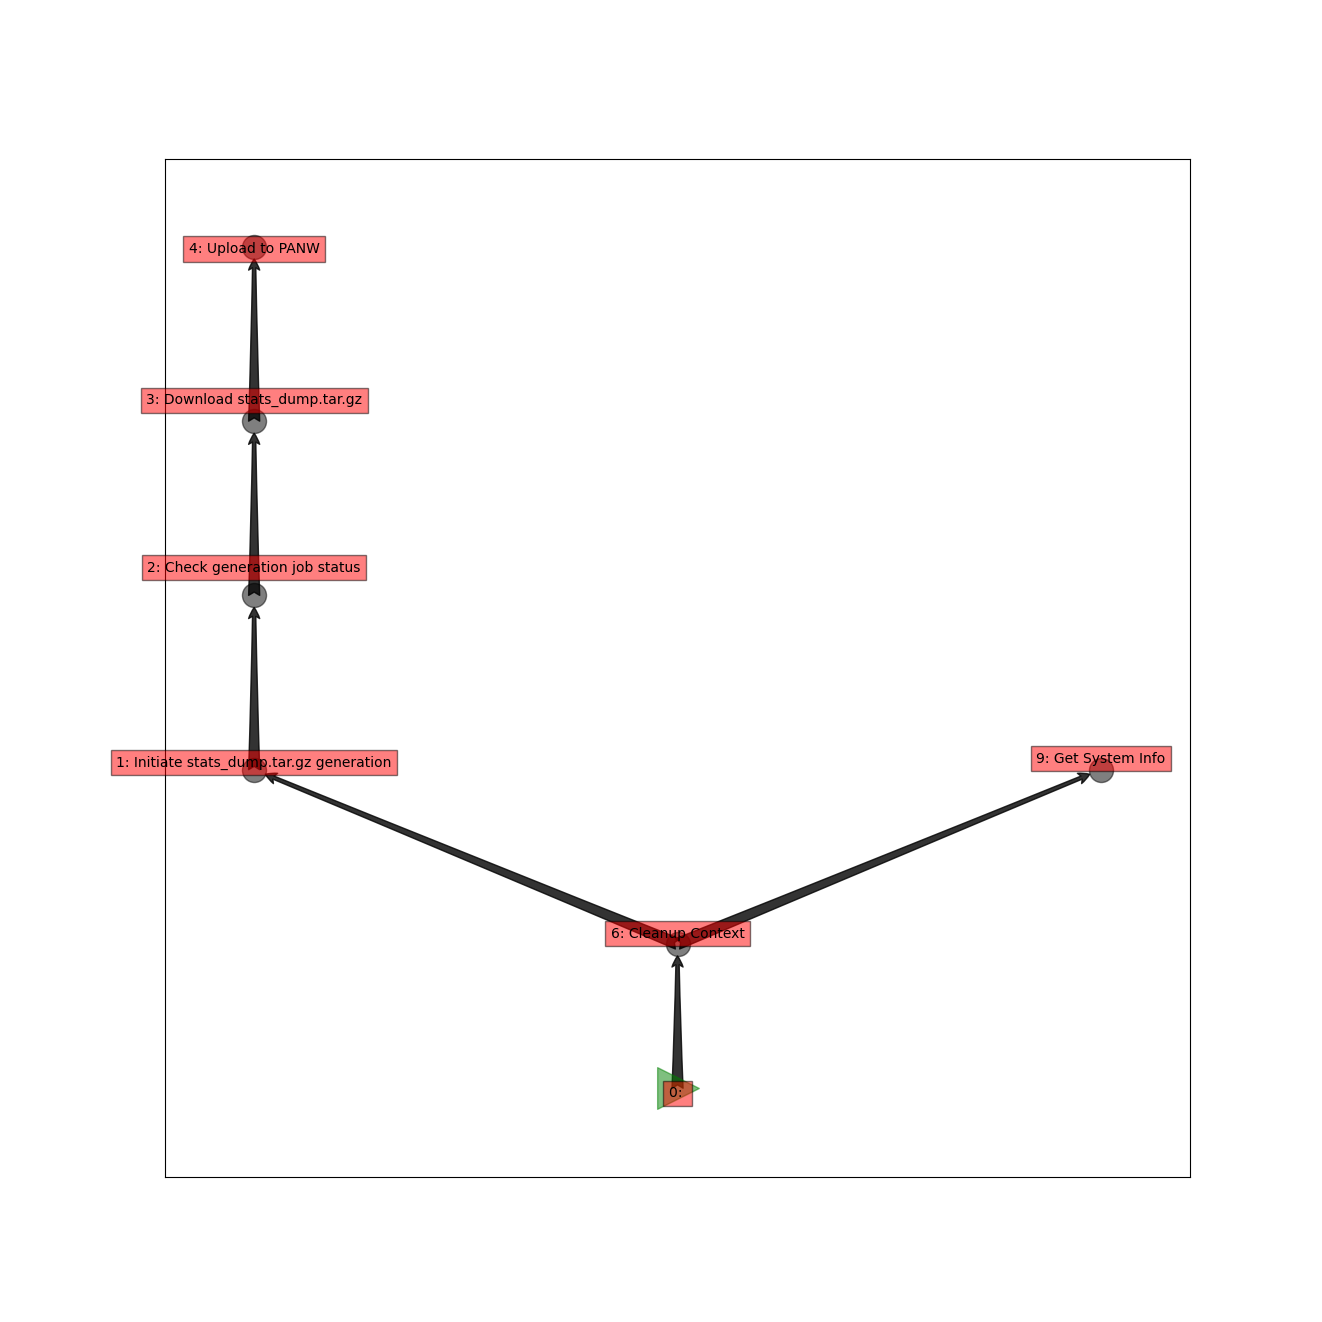 4: Upload to PANW
3: Download stats_dump.tar.gz
2: Check generation job status
1: Initiate stats_dump.tar.gz generation
9: Get System Info
6: Cleanup Context
0: